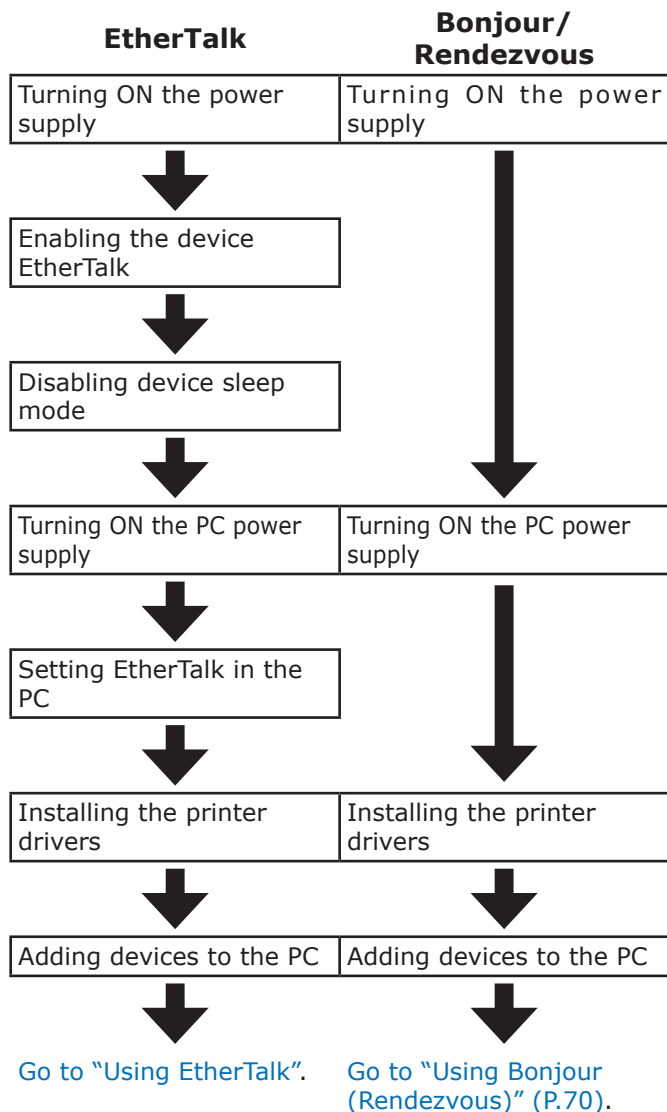 EtherTalk
Bonjour/
Rendezvous
Turning ON the power
supply
Turning ON the power
supply
Enabling the device
EtherTalk
Disabling device sleep
mode
Turning ON the PC power
supply
Turning ON the PC power
supply
Setting EtherTalk in the
PC
Installing the printer
drivers
Installing the printer
drivers
Adding devices to the PC
Adding devices to the PC
Go to “Using EtherTalk”.
Go to “Using Bonjour
(Rendezvous)” (P.70).